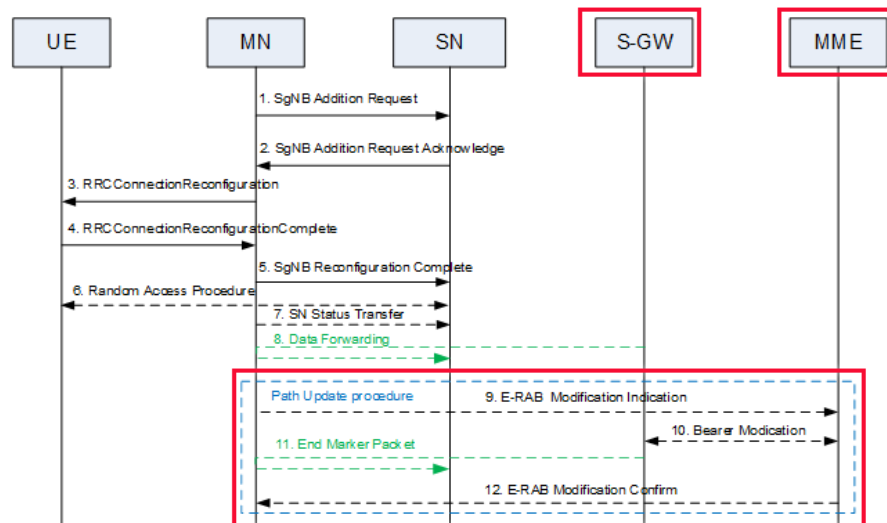 UE
MN
SN
S-GW
MME
1. SgNB Addition Request
2. SgNB Addition Request Acknowledge
3. RRCConnectionReconfiguration
4. RRCConnectionReconfigurationComplete
5. SgNB Reconfiguration Complete
6. Random Access Procedure
7. SN Status Transfer
8. Data Forwarding
Path Update procedure
9. E-RAB Modification Indication
10. Bearer Modication
11. End Marker Packet
12. E-RAB Modification Confirm